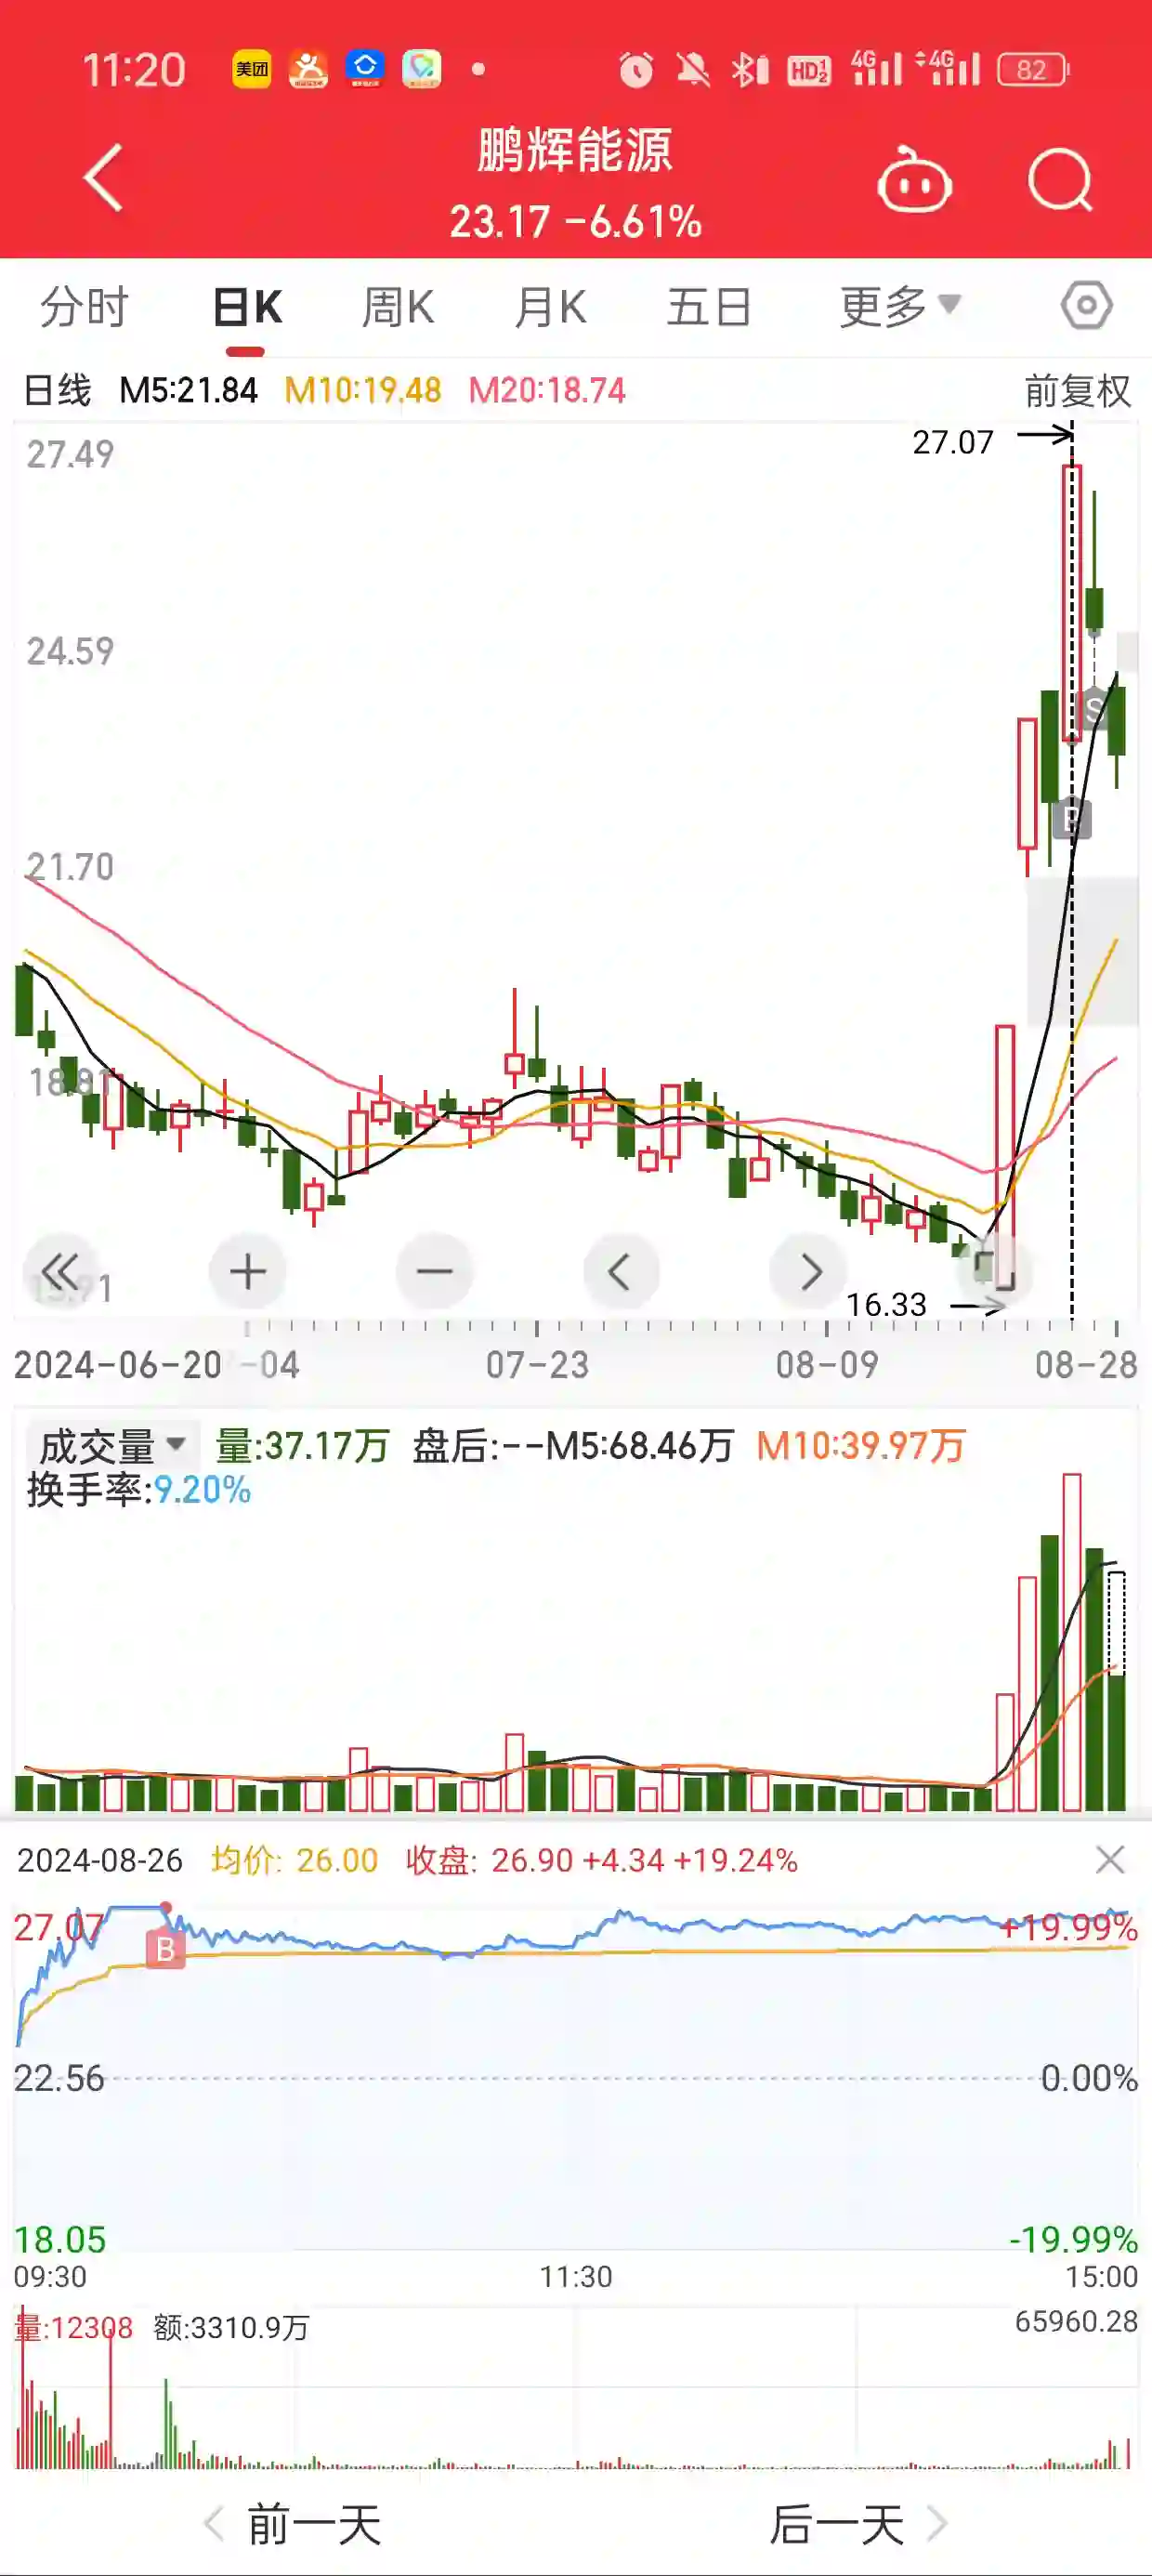 11:20 美团 HD 1 2 4G 4G 82
鹏辉能源
23.17 -6.61%
分时 日K 周K 月K 五日 更多
日线 M5:21.84 M10:19.48 M20:18.74 前复权
27.07
27.49
24.59
S
B
21.70
18.81
16.33
15.91
2024-06-20 -04 07-23 08-09 08-28
成交量 量:37.17万 盘后:--M5:68.46万 M10:39.97万
换手率:9.20%
2024-08-26 均价: 26.00 收盘: 26.90 +4.34 +19.24%
27.07 B +19.99%
22.56 0.00%
18.05 -19.99%
09:30 11:30 15:00
量:12308 额:3310.9万 65960.28
前一天 后一天